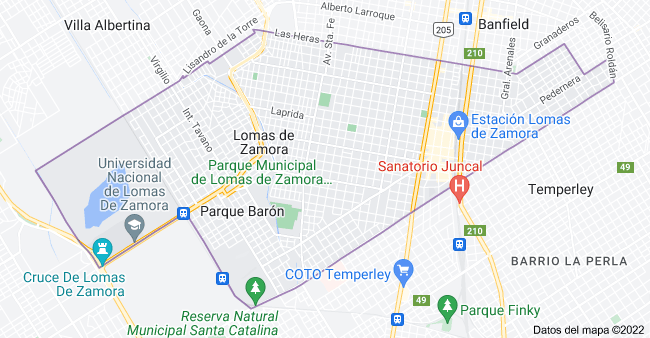 Villa Albertina
Gaona
Lisandro de la Torre
Alberto Larroque
Av. Sta. Fe
Las Heras
205
Banfield
210
Gral. Arenales
Granaderos
Belisario Roldán
Pedernera
Virgilio
Int. Tavano
Laprida
Lomas de
Zamora
Estación Lomas
de Zamora
Universidad
Nacional
de Lomas
De Zamora
Parque Municipal
de Lomas de Zamora...
Sanatorio Juncal
H
49
Temperley
Parque Barón
210
BARRIO LA PERLA
Cruce De Lomas
De Zamora
COTO Temperley
49
Reserva Natural
Municipal Santa Catalina
Parque Finky
Datos del mapa ©2022